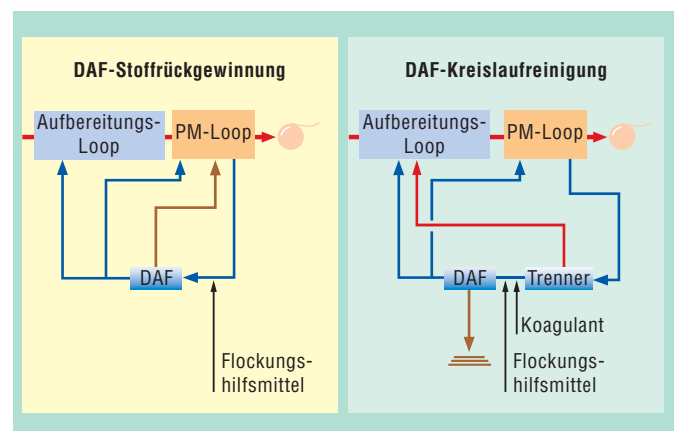 DAF-Stoffrückgewinnung
Aufbereitungs-
Loop
PM-Loop
DAF
Flockungs-
hilfsmittel
DAF-Kreislaufreinigung
Aufbereitungs-
Loop
PM-Loop
DAF
Trenner
Koagulant
Flockungs-
hilfsmittel